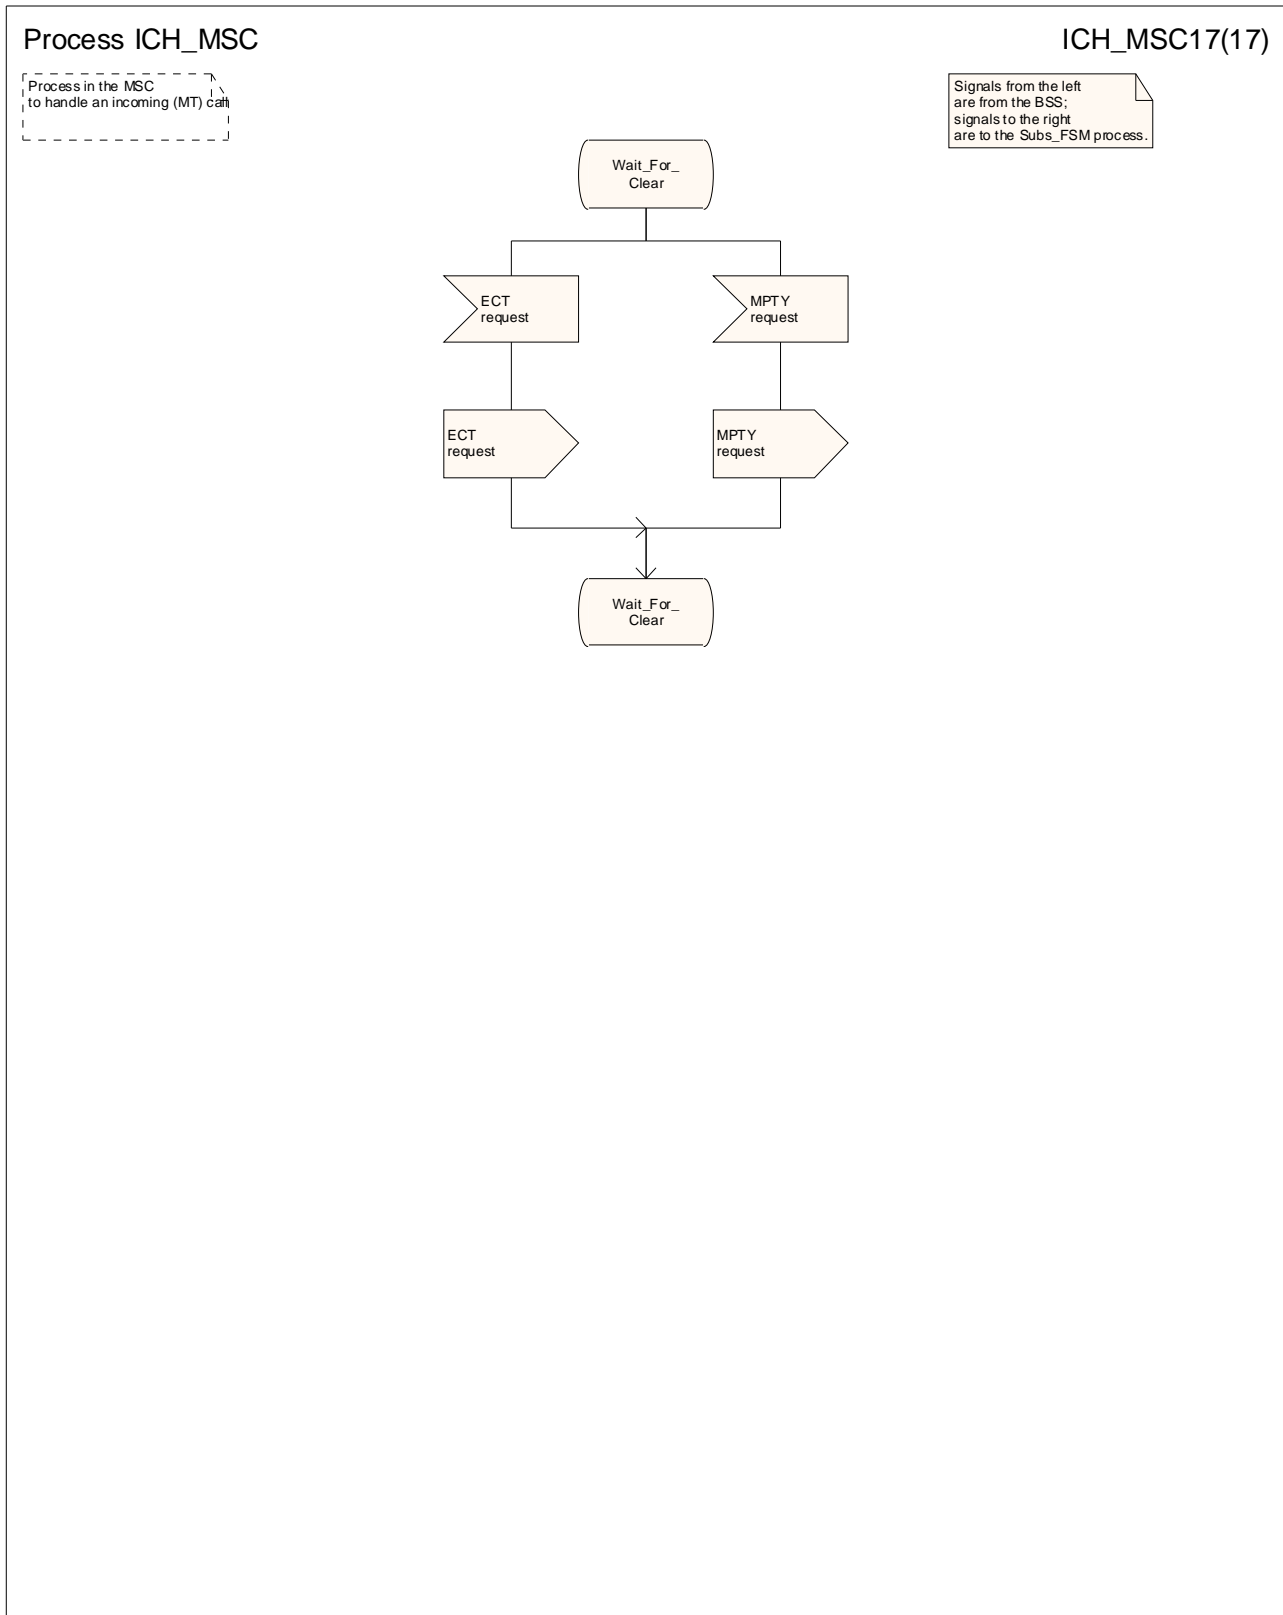 Process ICH_MSC
ICH_MSC17(17)
Process in the MSC
to handle an incoming (MT) call
Signals from the left
are from the BSS;
signals to the right
are to the Subs_FSM process.
Wait_For_
Clear
ECT
request
MPTY
request
ECT
request
MPTY
request
Wait_For_
Clear